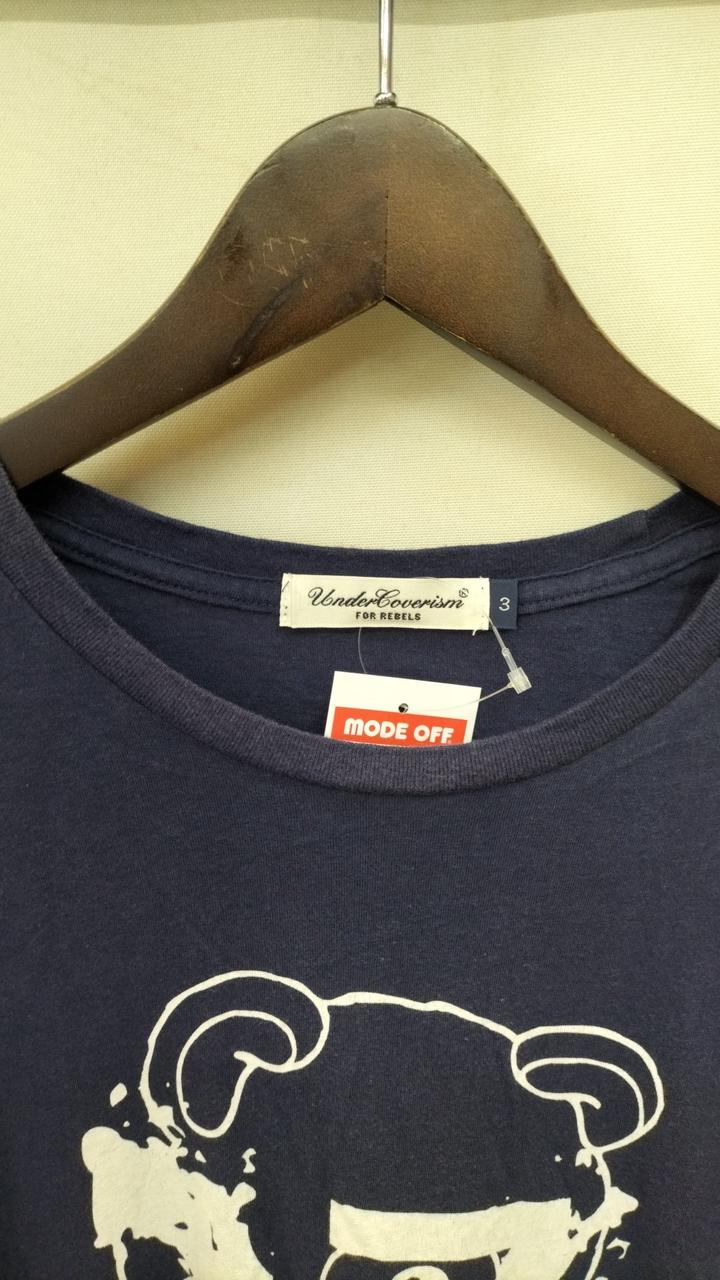 UnderCoverism®
FOR REBELS
3
MODE OFF